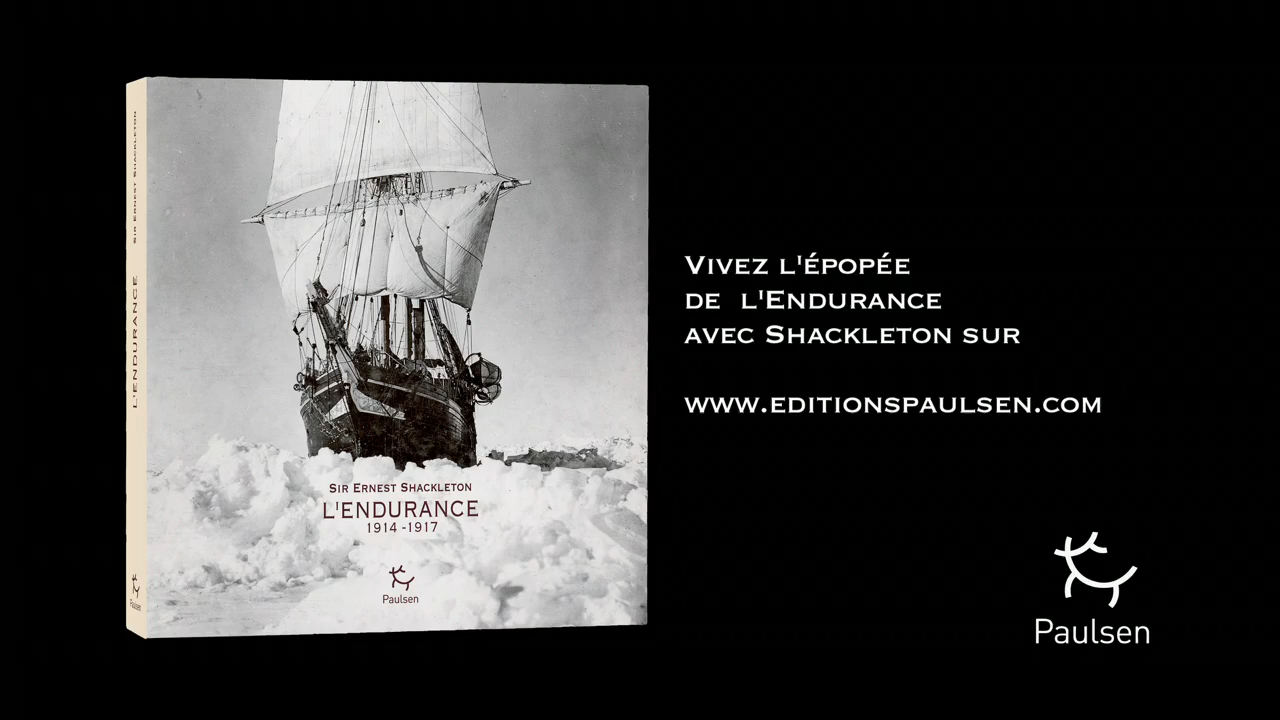 Sir Ernest Shackleton
L'ENDURANCE
Paulsen
Sir Ernest Shackleton
L'ENDURANCE
1914 -1917
Paulsen
Vivez l'épopée
de l'Endurance
avec Shackleton sur
www.editionspaulsen.com
Paulsen